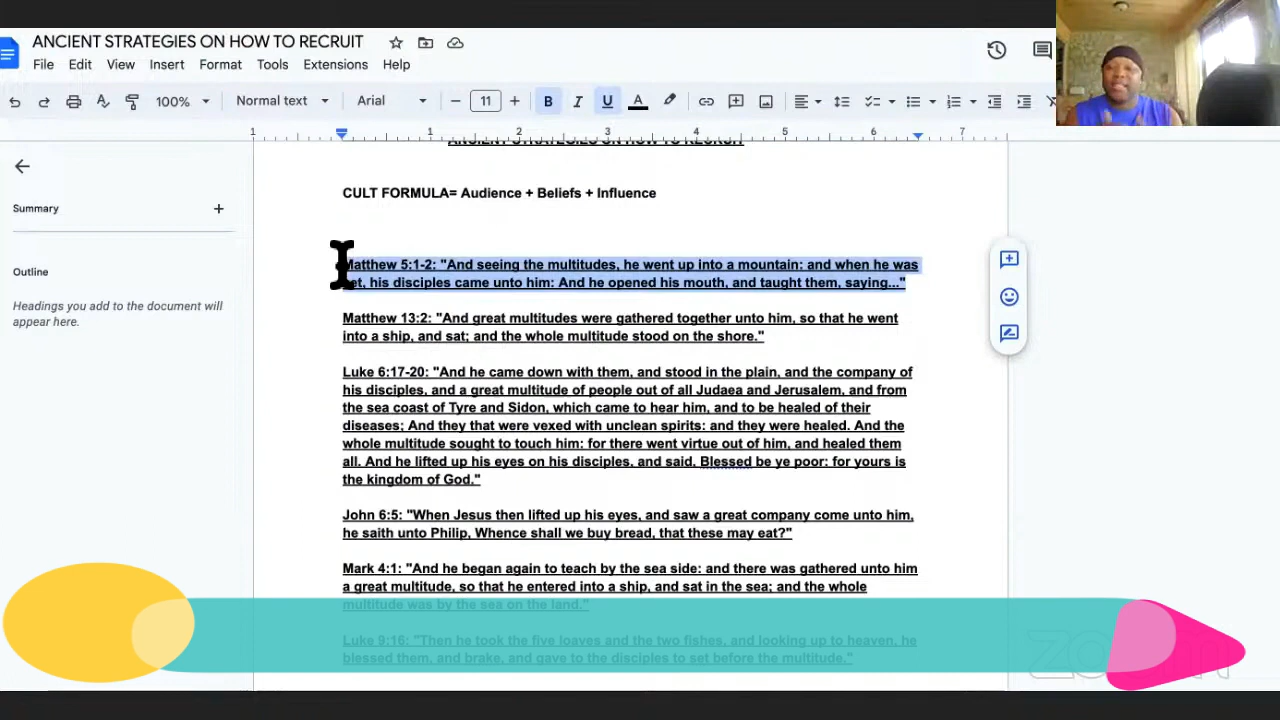 ANCIENT STRATEGIES ON HOW TO RECRUIT
File Edit View Insert Format Tools Extensions Help
100% Normal text Arial − 11 + B I U A
1 1 2 3 4 5 6 7
ANCIENT STRATEGIES ON HOW TO RECRUIT
Summary +
CULT FORMULA= Audience + Beliefs + Influence
Outline
Headings you add to the document will
appear here.
Matthew 5:1-2: "And seeing the multitudes, he went up into a mountain: and when he was
set, his disciples came unto him: And he opened his mouth, and taught them, saying..."
Matthew 13:2: "And great multitudes were gathered together unto him, so that he went
into a ship, and sat; and the whole multitude stood on the shore."
Luke 6:17-20: "And he came down with them, and stood in the plain, and the company of
his disciples, and a great multitude of people out of all Judaea and Jerusalem, and from
the sea coast of Tyre and Sidon, which came to hear him, and to be healed of their
diseases; And they that were vexed with unclean spirits: and they were healed. And the
whole multitude sought to touch him: for there went virtue out of him, and healed them
all. And he lifted up his eyes on his disciples, and said, Blessed be ye poor: for yours is
the kingdom of God."
John 6:5: "When Jesus then lifted up his eyes, and saw a great company come unto him,
he saith unto Philip, Whence shall we buy bread, that these may eat?"
Mark 4:1: "And he began again to teach by the sea side: and there was gathered unto him
a great multitude, so that he entered into a ship, and sat in the sea; and the whole
multitude was by the sea on the land."
Luke 9:16: "Then he took the five loaves and the two fishes, and looking up to heaven, he
blessed them, and brake, and gave to the disciples to set before the multitude."
zoom